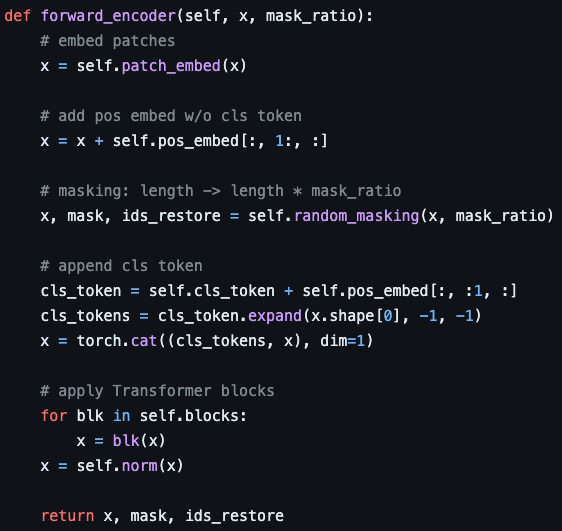 def forward_encoder(self, x, mask_ratio):
    # embed patches
    x = self.patch_embed(x)

    # add pos embed w/o cls token
    x = x + self.pos_embed[:, 1:, :]

    # masking: length -> length * mask_ratio
    x, mask, ids_restore = self.random_masking(x, mask_ratio)

    # append cls token
    cls_token = self.cls_token + self.pos_embed[:, :1, :]
    cls_tokens = cls_token.expand(x.shape[0], -1, -1)
    x = torch.cat((cls_tokens, x), dim=1)

    # apply Transformer blocks
    for blk in self.blocks:
        x = blk(x)
    x = self.norm(x)

    return x, mask, ids_restore